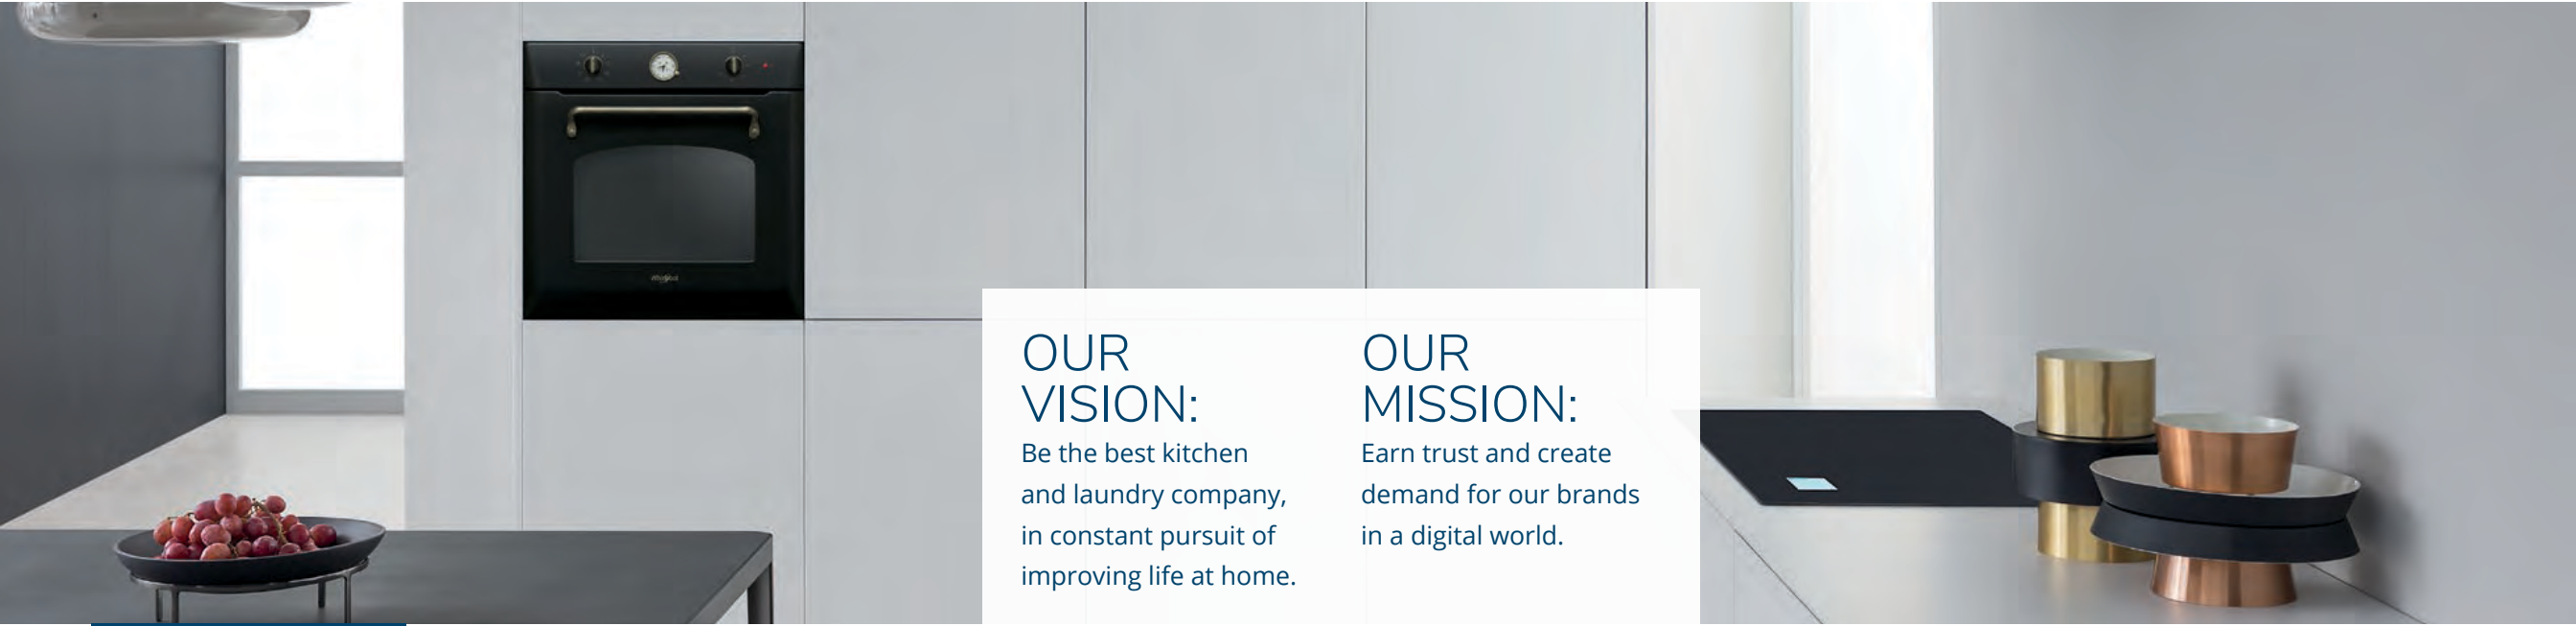 Whirlpool
OUR
VISION:
Be the best kitchen
and laundry company,
in constant pursuit of
improving life at home.
OUR
MISSION:
Earn trust and create
demand for our brands
in a digital world.